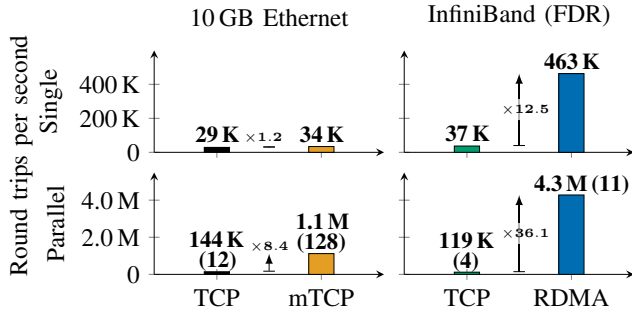 10 GB Ethernet
InfiniBand (FDR)
Round trips per second
Single
400 K
200 K
0
29 K
×1.2
34 K
37 K
×12.5
463 K
Parallel
4.0 M
2.0 M
0
144 K
(12)
×8.4
1.1 M
(128)
119 K
(4)
×36.1
4.3 M (11)
TCP
mTCP
TCP
RDMA